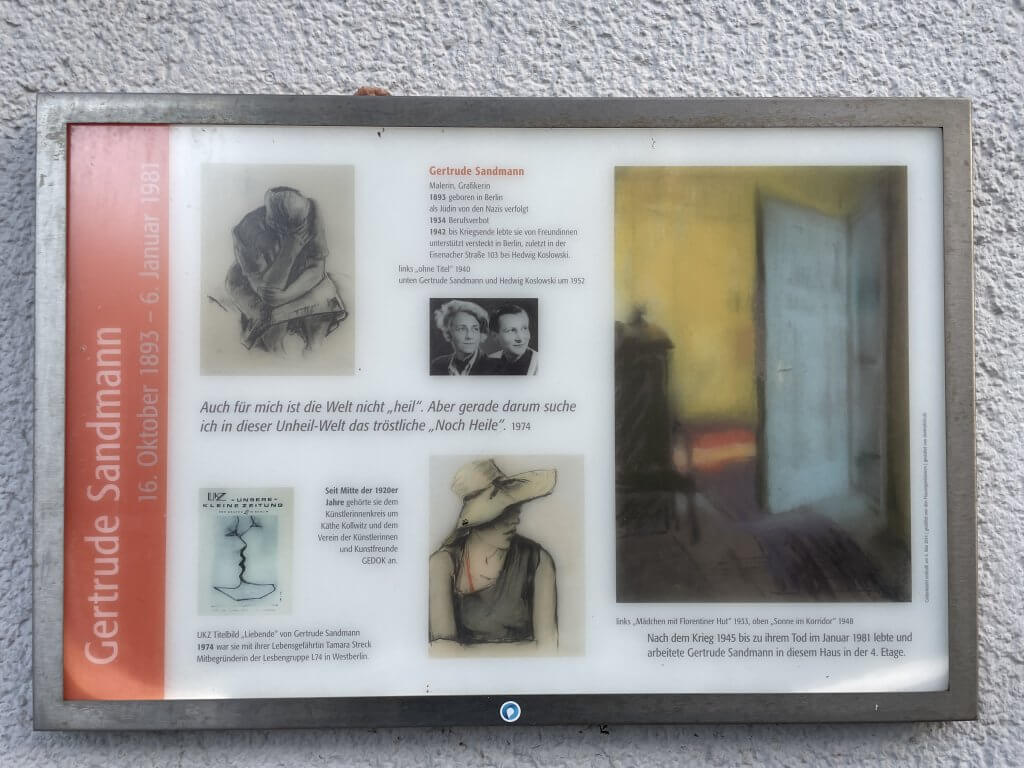 Gertrude Sandmann
16. Oktober 1893 – 6. Januar 1981
Gertrude Sandmann
Malerin, Grafikerin
1893 geboren in Berlin
als Jüdin von den Nazis verfolgt
1934 Berufsverbot
1942 bis Kriegsende lebte sie von Freundinnen
unterstützt versteckt in Berlin, zuletzt in der
Eisenacher Straße 103 bei Hedwig Koslowski.
links „ohne Titel“ 1940
unten Gertrude Sandmann und Hedwig Koslowski um 1952
Auch für mich ist die Welt nicht „heil“. Aber gerade darum suche
ich in dieser Unheil-Welt das tröstliche „Noch Heile“. 1974
UKZ - UNSERE -
KLEINE ZEITUNG
Seit Mitte der 1920er
Jahre gehörte sie dem
Künstlerinnenkreis um
Käthe Kollwitz und dem
Verein der Künstlerinnen
und Kunstfreunde
GEDOK an.
UKZ Titelbild „Liebende“ von Gertrude Sandmann
1974 war sie mit ihrer Lebensgefährtin Tamara Streck
Mitbegründerin der Lesbengruppe L74 in Westberlin.
links „Mädchen mit Florentiner Hut“ 1933, oben „Sonne im Korridor“ 1948
Nach dem Krieg 1945 bis zu ihrem Tod im Januar 1981 lebte und
arbeitete Gertrude Sandmann in diesem Haus in der 4. Etage.